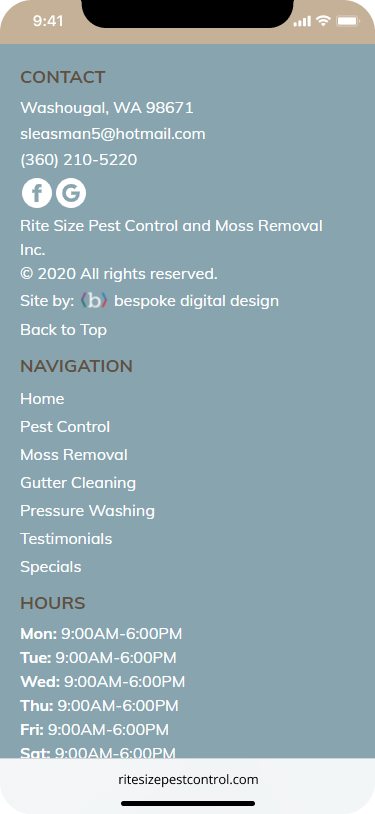 9:41
CONTACT
Washougal, WA 98671
sleasman5@hotmail.com
(360) 210-5220
f G
Rite Size Pest Control and Moss Removal
Inc.
© 2020 All rights reserved.
Site by: {b} bespoke digital design
Back to Top
NAVIGATION
Home
Pest Control
Moss Removal
Gutter Cleaning
Pressure Washing
Testimonials
Specials
HOURS
Mon: 9:00AM-6:00PM
Tue: 9:00AM-6:00PM
Wed: 9:00AM-6:00PM
Thu: 9:00AM-6:00PM
Fri: 9:00AM-6:00PM
Sat: 9:00AM-6:00PM
ritesizepestcontrol.com